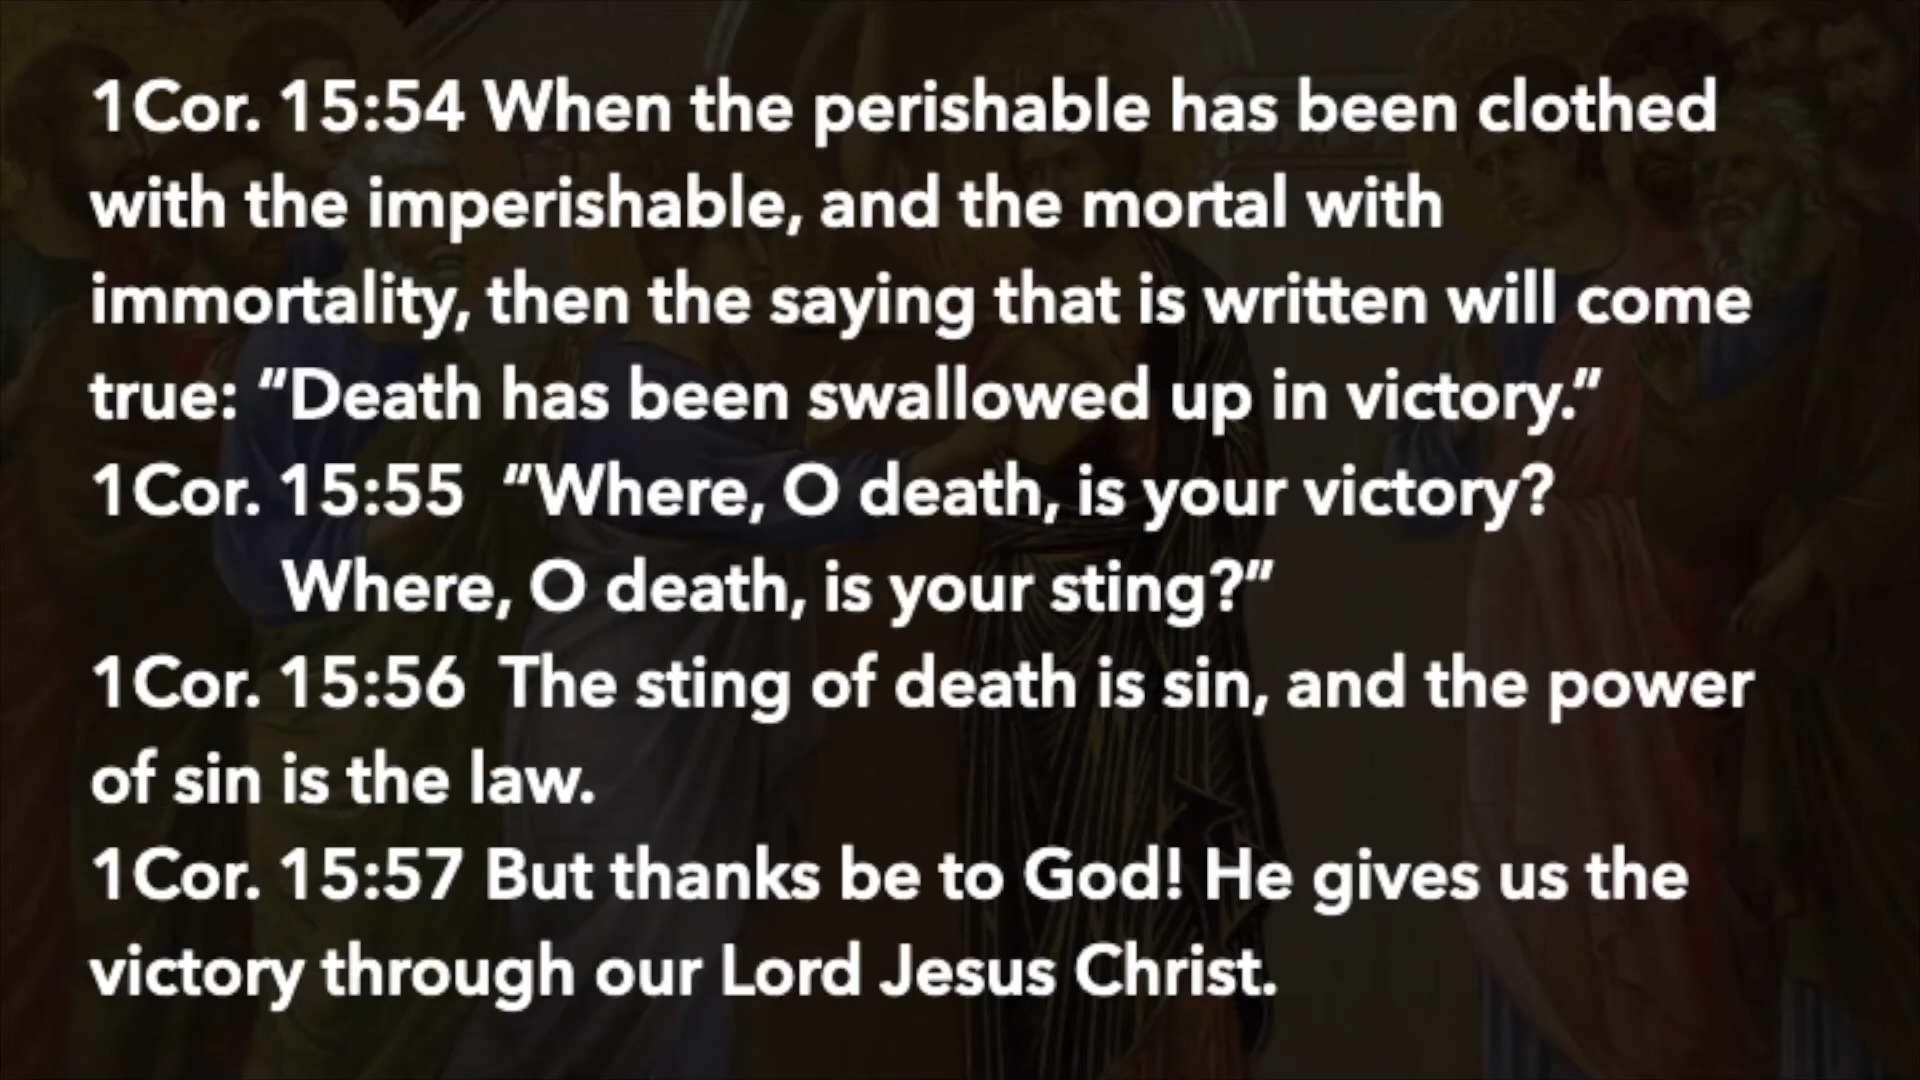 1Cor. 15:54 When the perishable has been clothed
with the imperishable, and the mortal with
immortality, then the saying that is written will come
true: “Death has been swallowed up in victory.”
1Cor. 15:55  “Where, O death, is your victory?
Where, O death, is your sting?”
1Cor. 15:56  The sting of death is sin, and the power
of sin is the law.
1Cor. 15:57 But thanks be to God! He gives us the
victory through our Lord Jesus Christ.